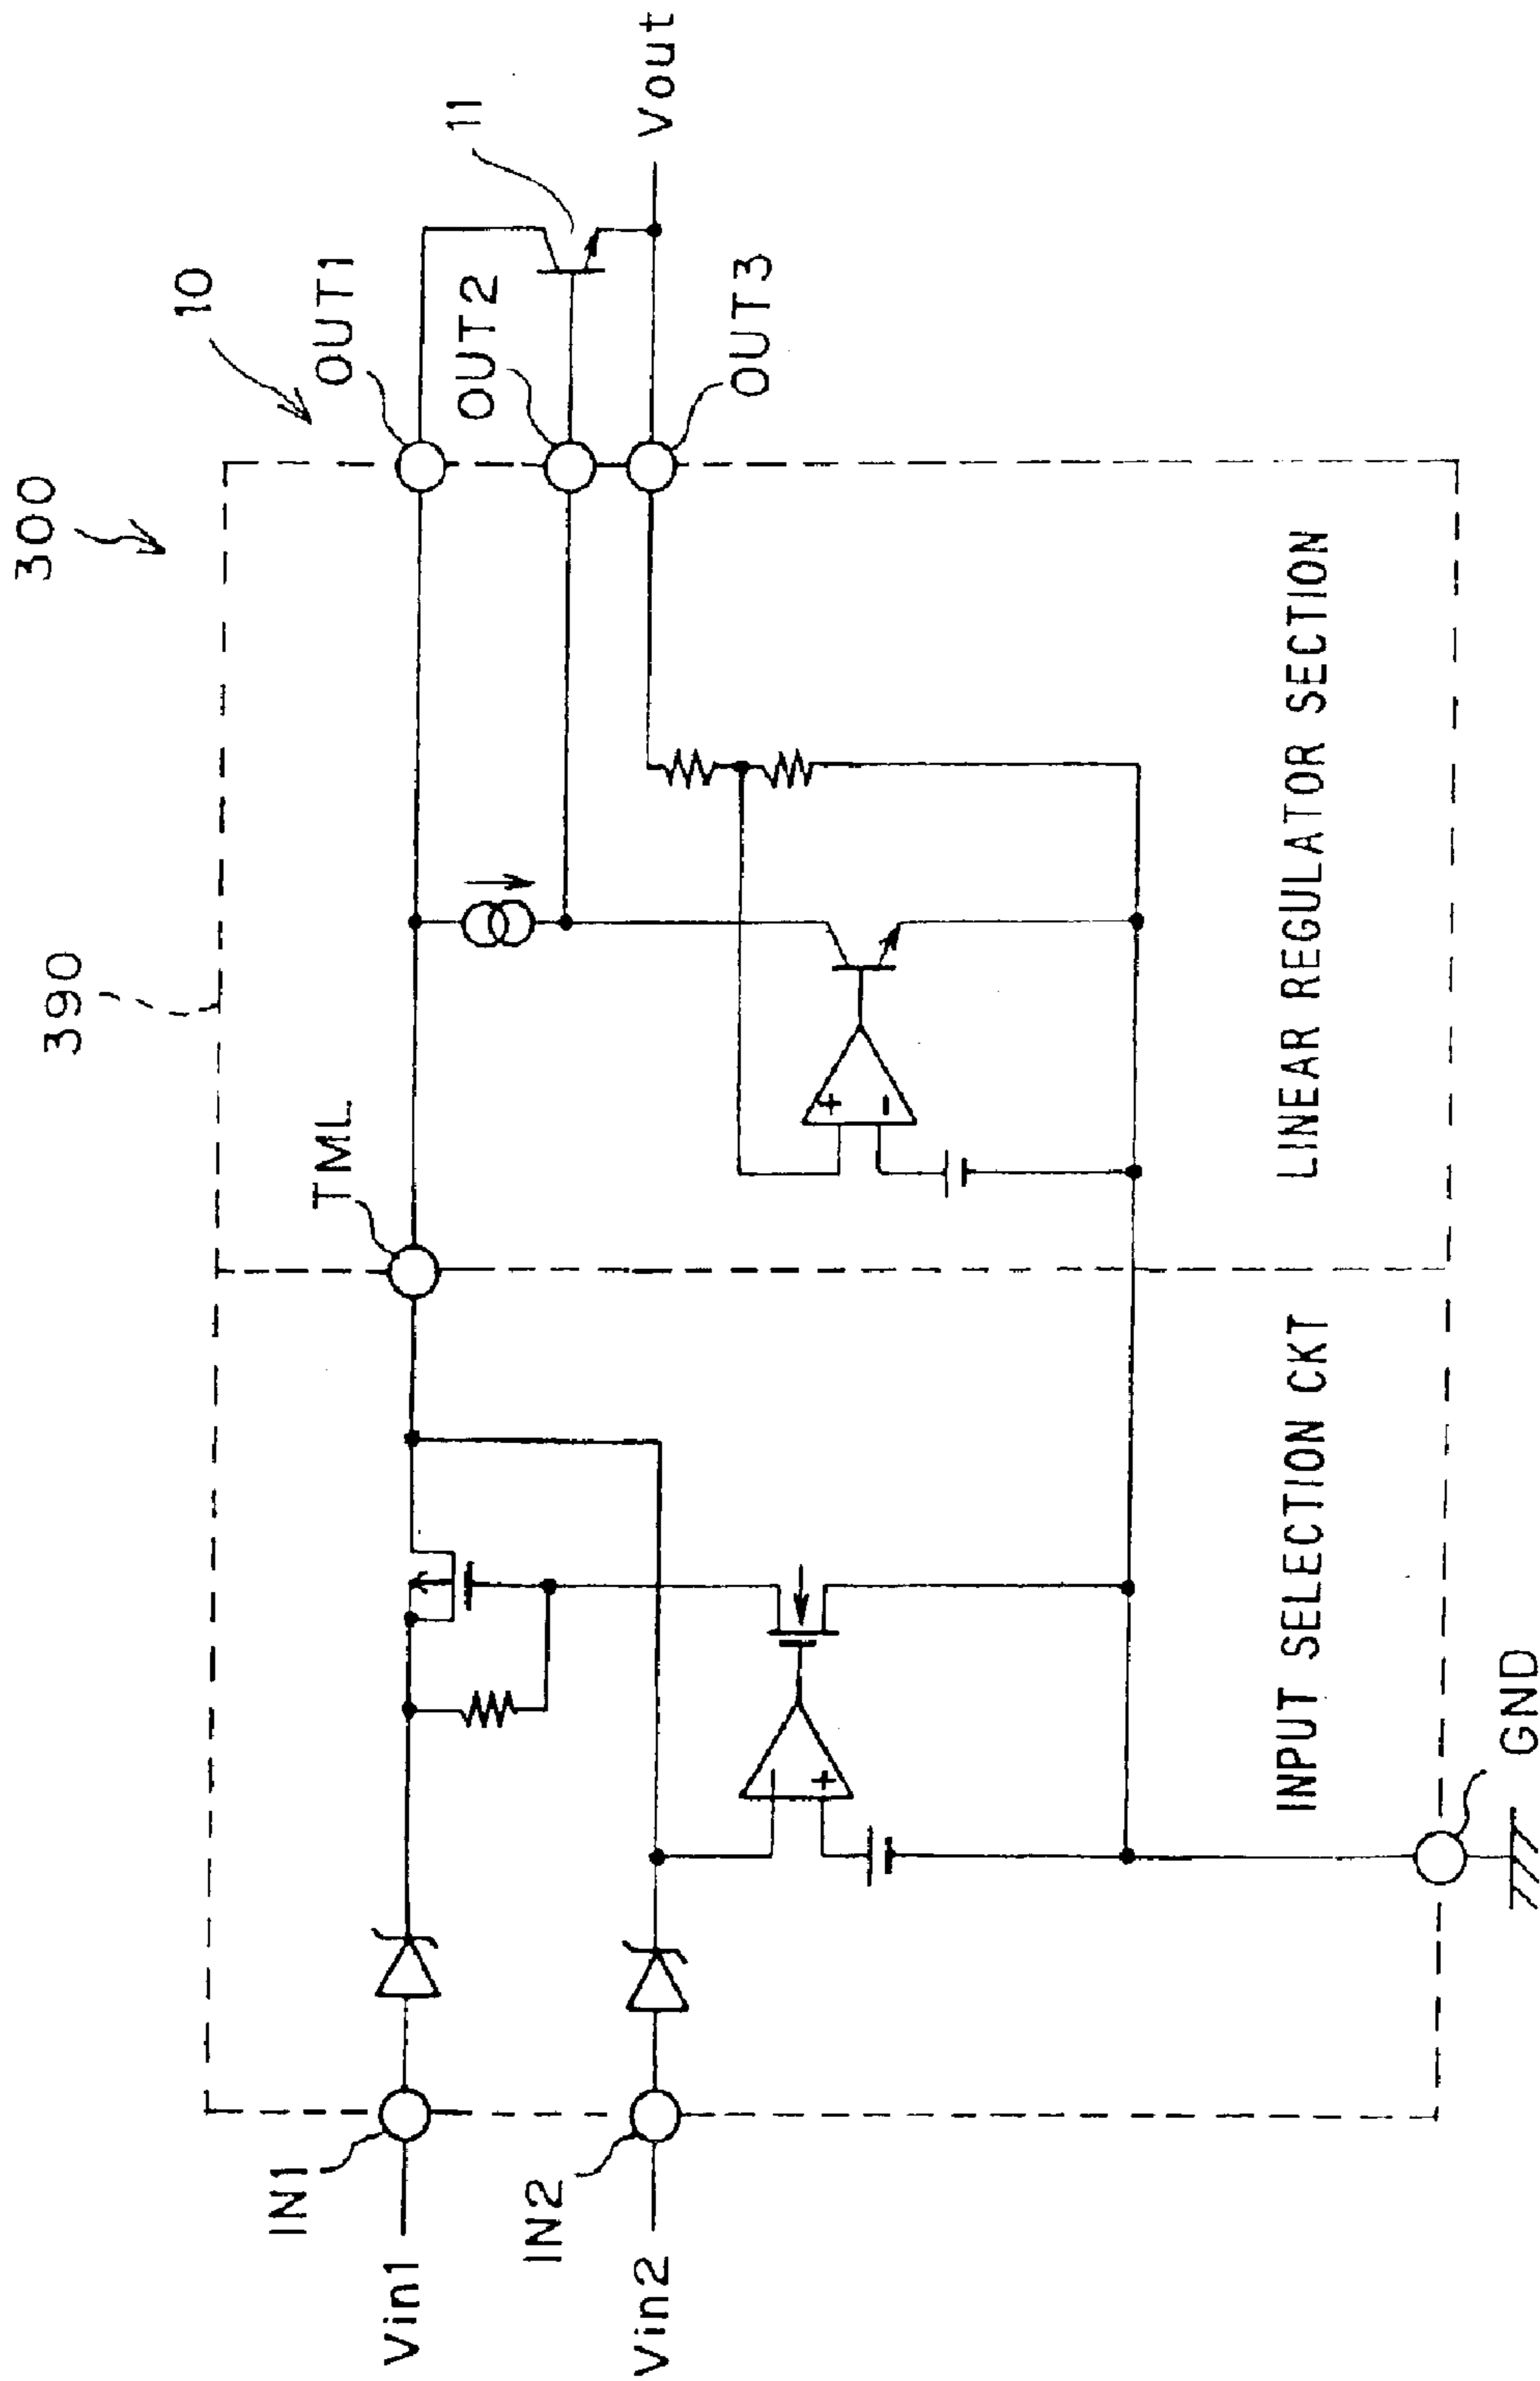 300
390
10
OUT1
11
TML
OUT2
IN1
Vin1
Vout
OUT3
IN2
Vin2
+
−
−
+
INPUT SELECTION CKT
LINEAR REGULATOR SECTION
GND